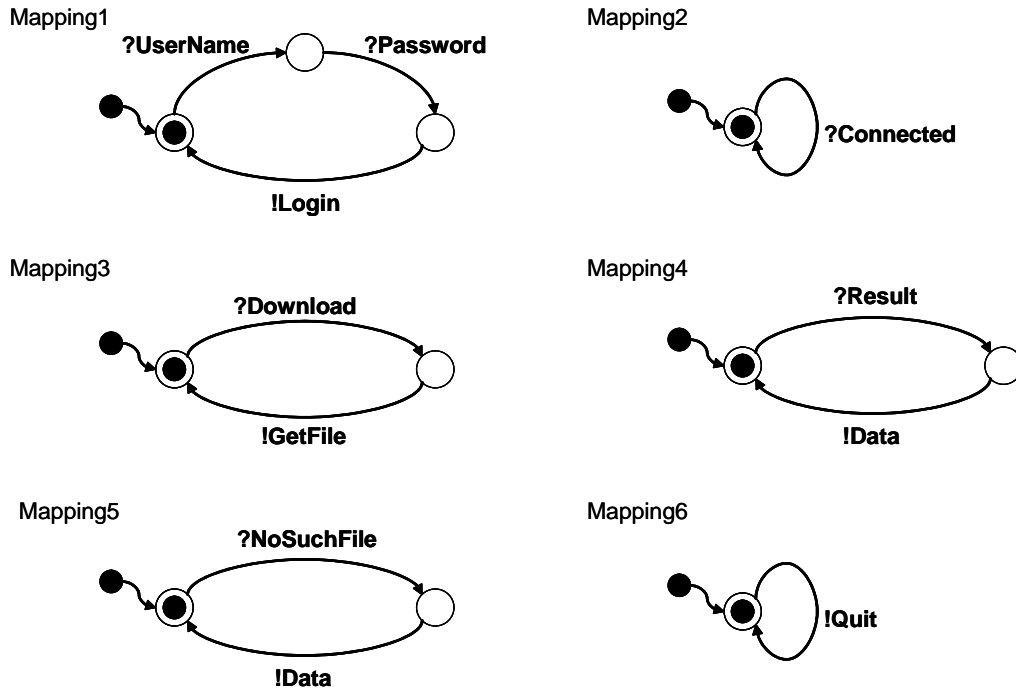 Mapping1
?UserName
?Password
!Login
Mapping2
?Connected
Mapping3
?Download
!GetFile
Mapping4
?Result
!Data
Mapping5
?NoSuchFile
!Data
Mapping6
!Quit